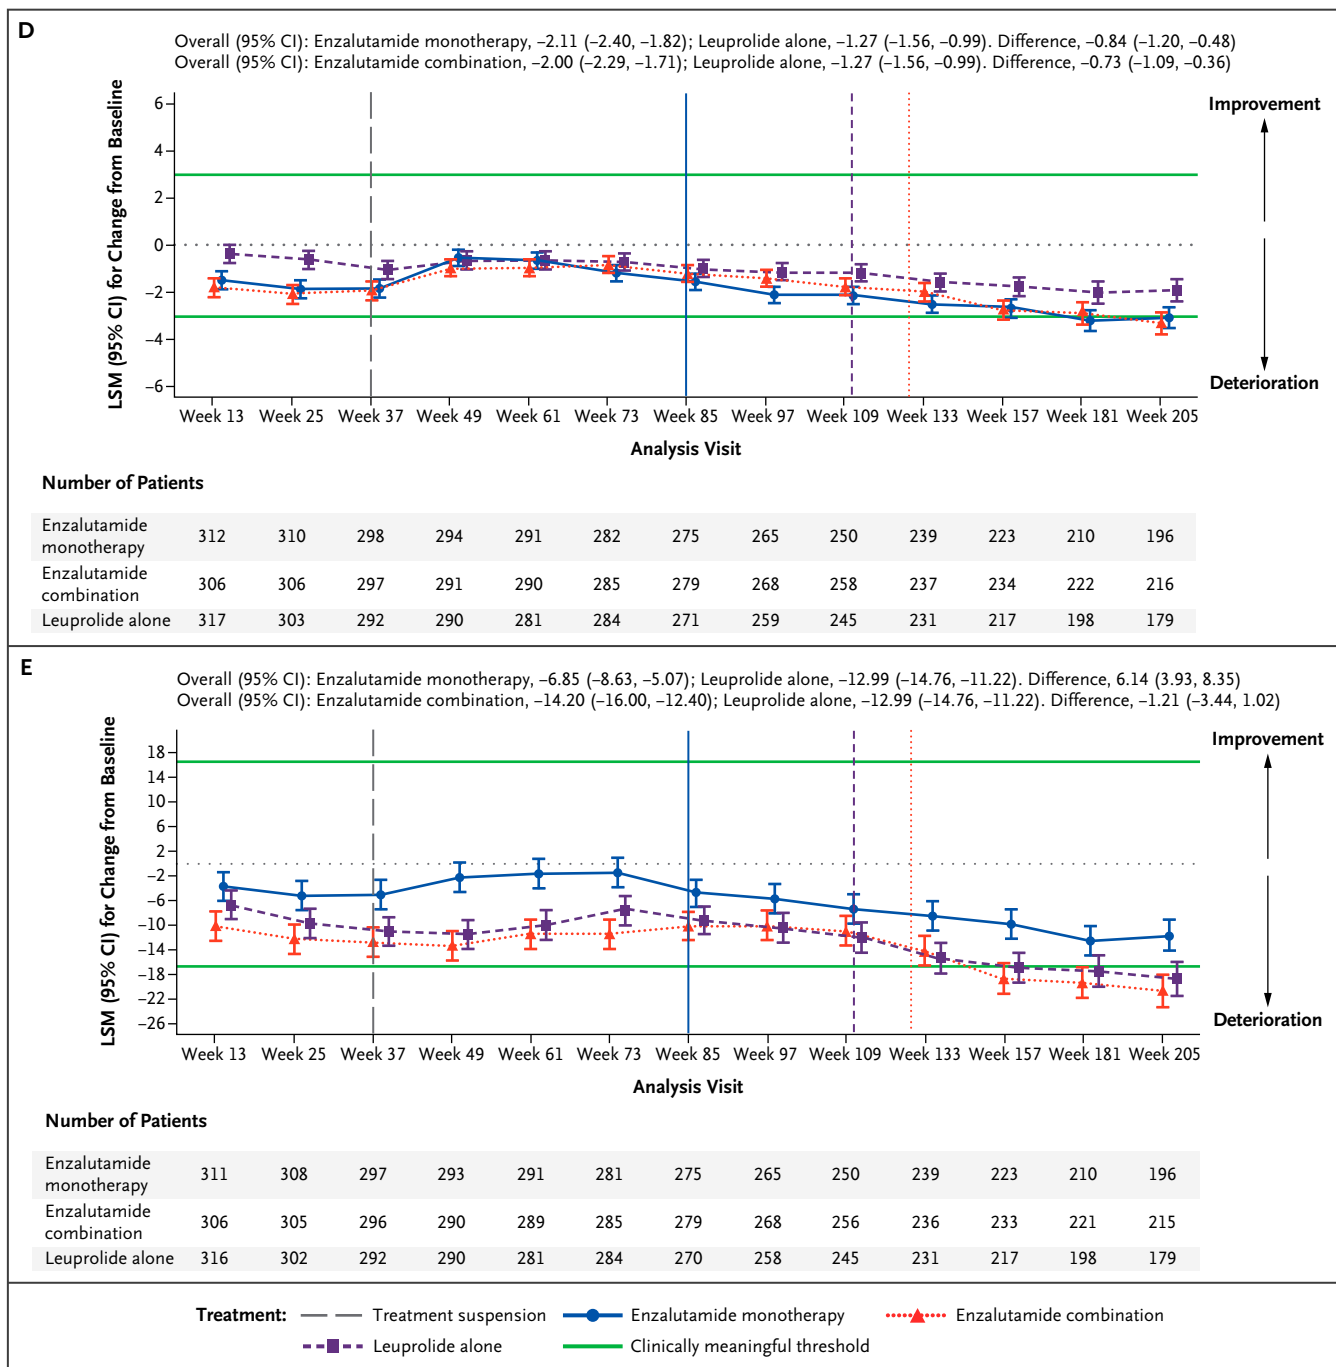 D
Overall (95% CI): Enzalutamide monotherapy, –2.11 (–2.40, –1.82); Leuprolide alone, –1.27 (–1.56, –0.99). Difference, –0.84 (–1.20, –0.48)
Overall (95% CI): Enzalutamide combination, –2.00 (–2.29, –1.71); Leuprolide alone, –1.27 (–1.56, –0.99). Difference, –0.73 (–1.09, –0.36)
LSM (95% CI) for Change from Baseline
6
4
2
0
–2
–4
–6
Improvement
Deterioration
Week 13 Week 25 Week 37 Week 49 Week 61 Week 73 Week 85 Week 97 Week 109 Week 133 Week 157 Week 181 Week 205
Analysis Visit
Number of Patients
Enzalutamide monotherapy 312 310 298 294 291 282 275 265 250 239 223 210 196
Enzalutamide combination 306 306 297 291 290 285 279 268 258 237 234 222 216
Leuprolide alone 317 303 292 290 281 284 271 259 245 231 217 198 179
E
Overall (95% CI): Enzalutamide monotherapy, –6.85 (–8.63, –5.07); Leuprolide alone, –12.99 (–14.76, –11.22). Difference, 6.14 (3.93, 8.35)
Overall (95% CI): Enzalutamide combination, –14.20 (–16.00, –12.40); Leuprolide alone, –12.99 (–14.76, –11.22). Difference, –1.21 (–3.44, 1.02)
LSM (95% CI) for Change from Baseline
18
14
10
6
2
–2
–6
–10
–14
–18
–22
–26
Improvement
Deterioration
Week 13 Week 25 Week 37 Week 49 Week 61 Week 73 Week 85 Week 97 Week 109 Week 133 Week 157 Week 181 Week 205
Analysis Visit
Number of Patients
Enzalutamide monotherapy 311 308 297 293 291 281 275 265 250 239 223 210 196
Enzalutamide combination 306 305 296 290 289 285 279 268 256 236 233 221 215
Leuprolide alone 316 302 292 290 281 284 270 258 245 231 217 198 179
Treatment: Treatment suspension Enzalutamide monotherapy Enzalutamide combination
Leuprolide alone Clinically meaningful threshold